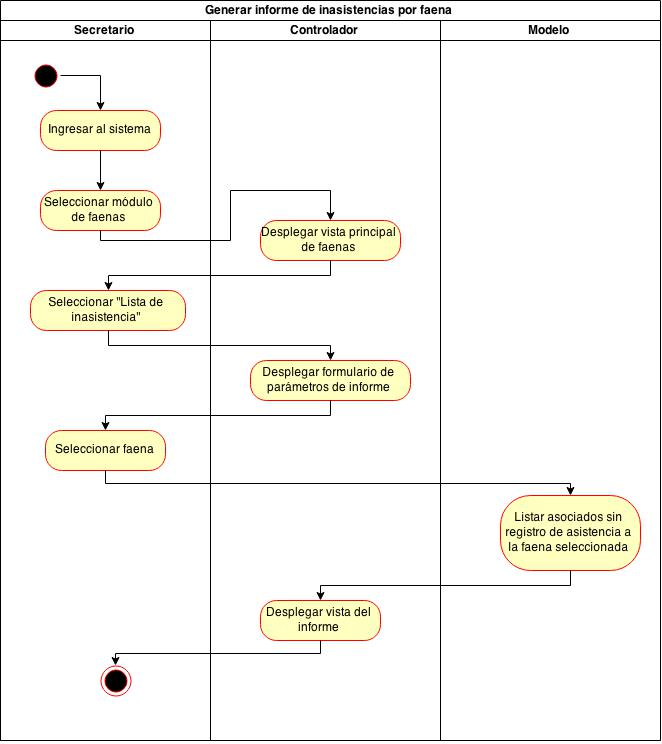 Generar informe de inasistencias por faena
Secretario
Controlador
Modelo
Ingresar al sistema
Seleccionar módulo
de faenas
Desplegar vista principal
de faenas
Seleccionar "Lista de
inasistencia"
Desplegar formulario de
parámetros de informe
Seleccionar faena
Listar asociados sin
registro de asistencia a
la faena seleccionada
Desplegar vista del
informe